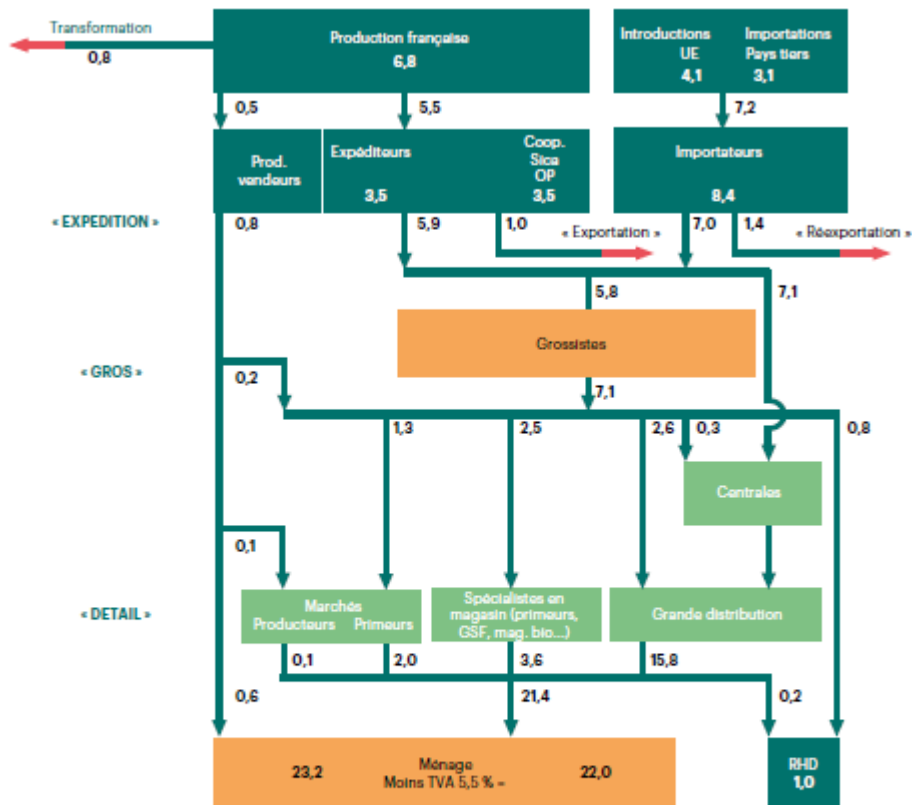 Transformation
0,8
Production française
6,8
Introductions
UE
4,1
Importations
Pays tiers
3,1
0,5
5,5
7,2
Prod.
vendeurs
Expéditeurs
3,5
Coop.
Sica
OP
3,5
Importateurs
8,4
« EXPEDITION »
0,8
5,9
1,0
« Exportation »
7,0
1,4
« Réexportation »
5,8
7,1
Grossistes
« GROS »
0,2
7,1
1,3
2,5
2,6
0,3
0,8
Centrales
0,1
« DETAIL »
Marchés
Producteurs Primeurs
Spécialistes en
magasin (primeurs,
GSF, mag. bio...)
Grande distribution
0,1
2,0
3,6
15,8
0,6
21,4
0,2
23,2
Ménage
Moins TVA 5,5 % =
22,0
RHD
1,0